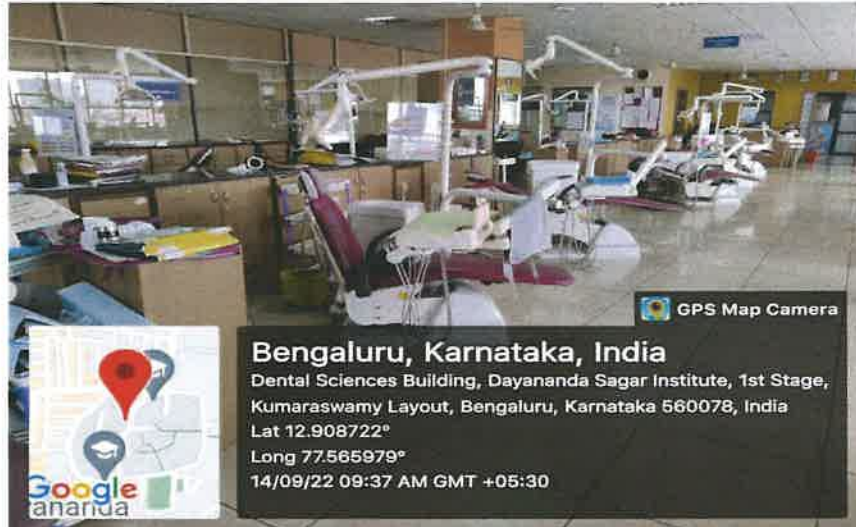 GPS Map Camera
Bengaluru, Karnataka, India
Dental Sciences Building, Dayananda Sagar Institute, 1st Stage,
Kumaraswamy Layout, Bengaluru, Karnataka 560078, India
Lat 12.908722°
Long 77.565979°
14/09/22 09:37 AM GMT +05:30
Google